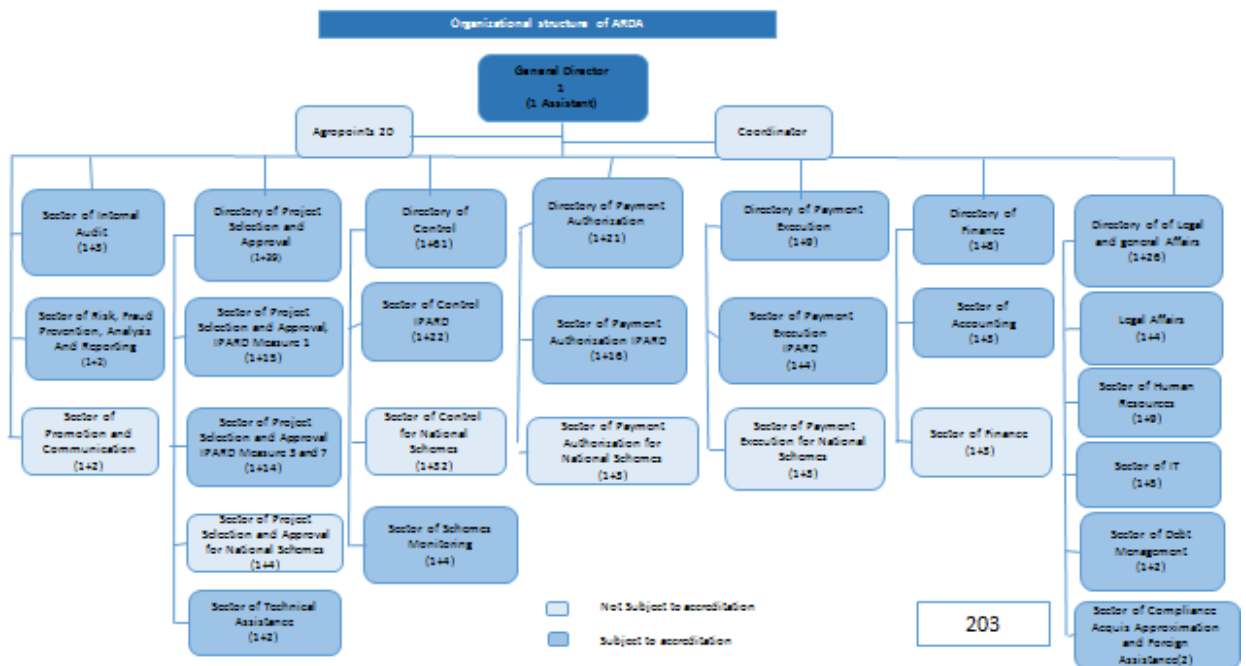 Organizational structure of ARDA
General Director
1
(1 Assistant)
Agropoints 20
Coordinator
Sector of Internal
Audit
(1+3)
Sector of Risk, Fraud
Prevention, Analysis
And Reporting
(1+2)
Sector of
Promotion and
Communication
(1+2)
Directory of Project
Selection and
Approval
(1+39)
Sector of Project
Selection and Approval,
IPARD Measure 1
(1+15)
Sector of Project
Selection and Approval
IPARD Measure 3 and 7
(1+14)
Sector of Project
Selection and Approval
for National Schemes
(1+4)
Sector of Technical
Assistance
(1+2)
Directory of
Control
(1+61)
Sector of Control
IPARD
(1+22)
Sector of Control for
National Schemes
(1+32)
Sector of Schemes
Monitoring
(1+4)
Directory of Payment
Authorization
(1+21)
Sector of Payment
Authorization IPARD
(1+16)
Sector of Payment
Authorization for
National Schemes
(1+3)
Directory of Payment
Execution
(1+9)
Sector of Payment
Execution
IPARD
(1+4)
Sector of Payment
Execution for National
Schemes
(1+3)
Directory of
Finance
(1+8)
Sector of
Accounting
(1+3)
Sector of Finance
(1+3)
Directory of of Legal
and general Affairs
(1+26)
Legal Affairs
(1+4)
Sector of Human
Resources
(1+9)
Sector of IT
(1+5)
Sector of Debt
Management
(1+2)
Sector of Compliance
Acquis Approximation
and Foreign
Assistance(2)
Not Subject to accreditation
Subject to accreditation
203